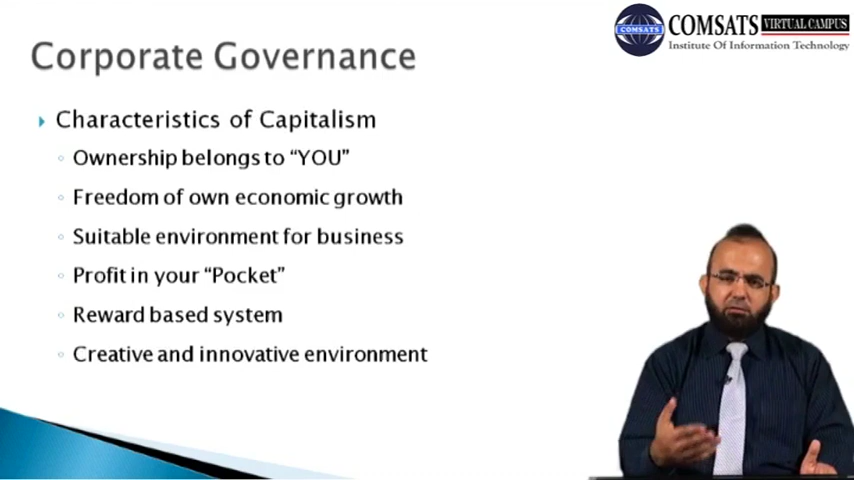 COMSATS VIRTUAL CAMPUS
COMSATS
Institute Of Information Technology
Corporate Governance
Characteristics of Capitalism
Ownership belongs to “YOU”
Freedom of own economic growth
Suitable environment for business
Profit in your “Pocket”
Reward based system
Creative and innovative environment